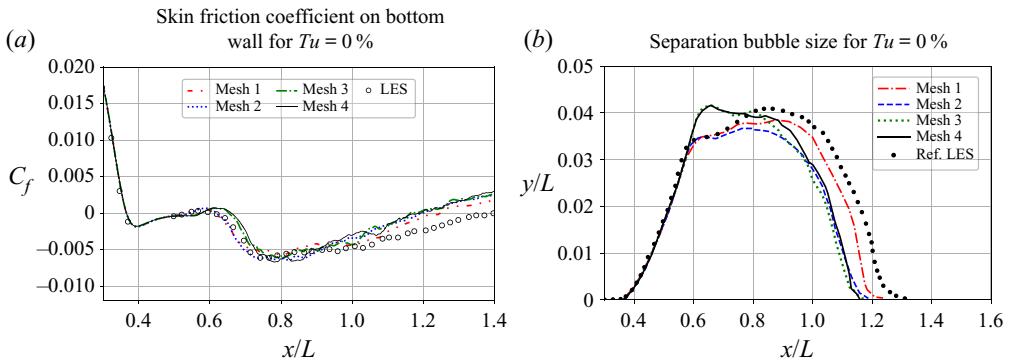 Skin friction coefficient on bottom
wall for Tu = 0 %
(a)
0.020
0.015
0.010
0.005
0
−0.005
−0.010
C_f
Mesh 1
Mesh 2
Mesh 3
Mesh 4
LES
0.4
0.6
0.8
1.0
1.2
1.4
x/L
(b)
Separation bubble size for Tu = 0 %
0.05
0.04
0.03
0.02
0.01
0
y/L
Mesh 1
Mesh 2
Mesh 3
Mesh 4
Ref. LES
0.4
0.6
0.8
1.0
1.2
1.4
1.6
x/L